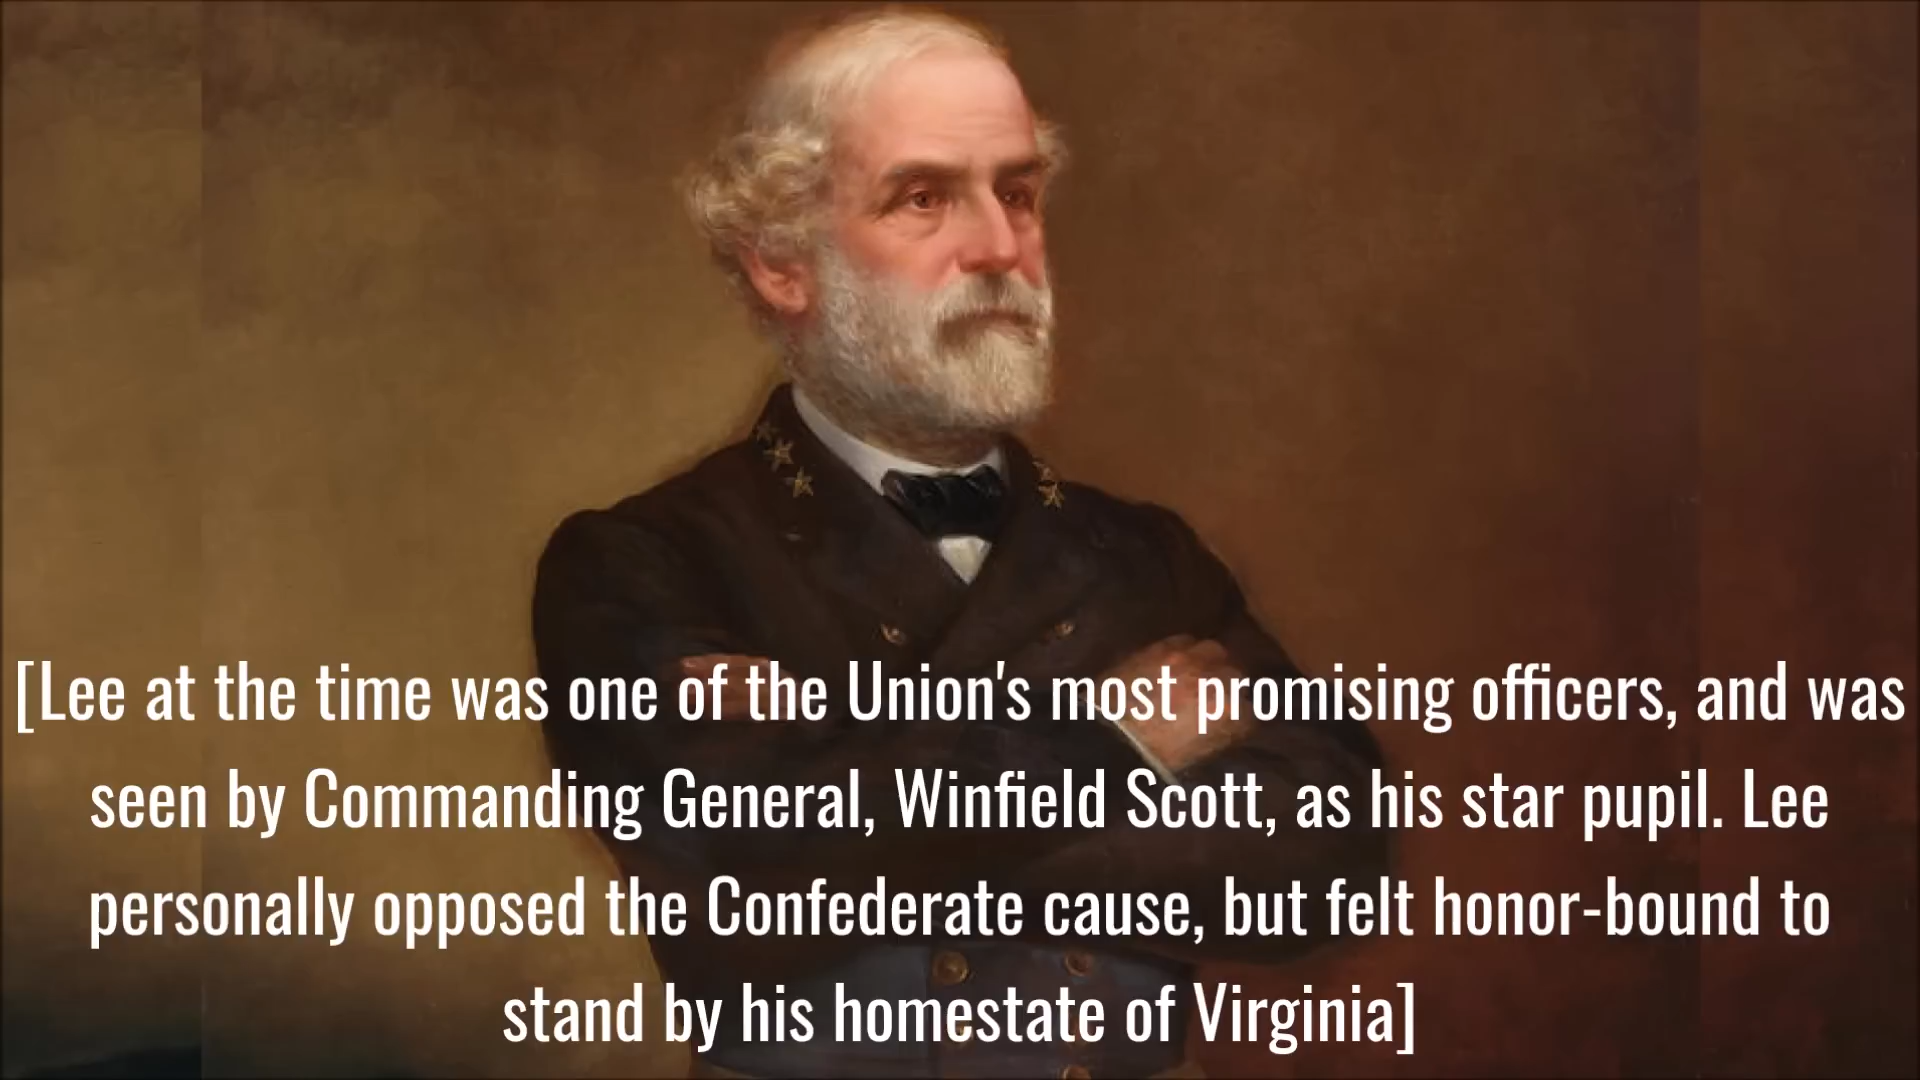 [Lee at the time was one of the Union's most promising officers, and was
seen by Commanding General, Winfield Scott, as his star pupil. Lee
personally opposed the Confederate cause, but felt honor-bound to
stand by his homestate of Virginia]